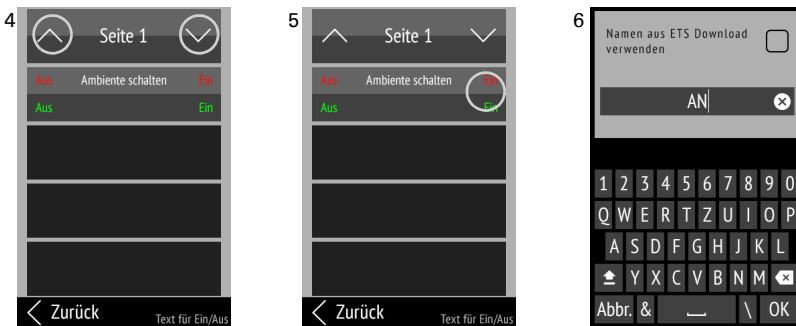 4
Seite 1
Aus Ambiente schalten Ein
Aus Ein
Zurück Text für Ein/Aus
5
Seite 1
Aus Ambiente schalten Ein
Aus Ein
Zurück Text für Ein/Aus
6
Namen aus ETS Download
verwenden
AN
1 2 3 4 5 6 7 8 9 0
Q W E R T Z U I O P
A S D F G H J K L
Y X C V B N M
Abbr. & \ OK